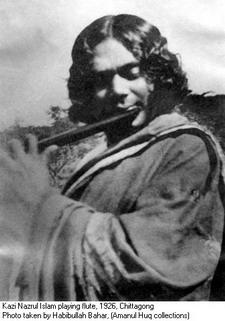 Kazi Nazrul Islam playing flute, 1926, Chittagong
Photo taken by Habibullah Bahar, (Amanul Huq collections)